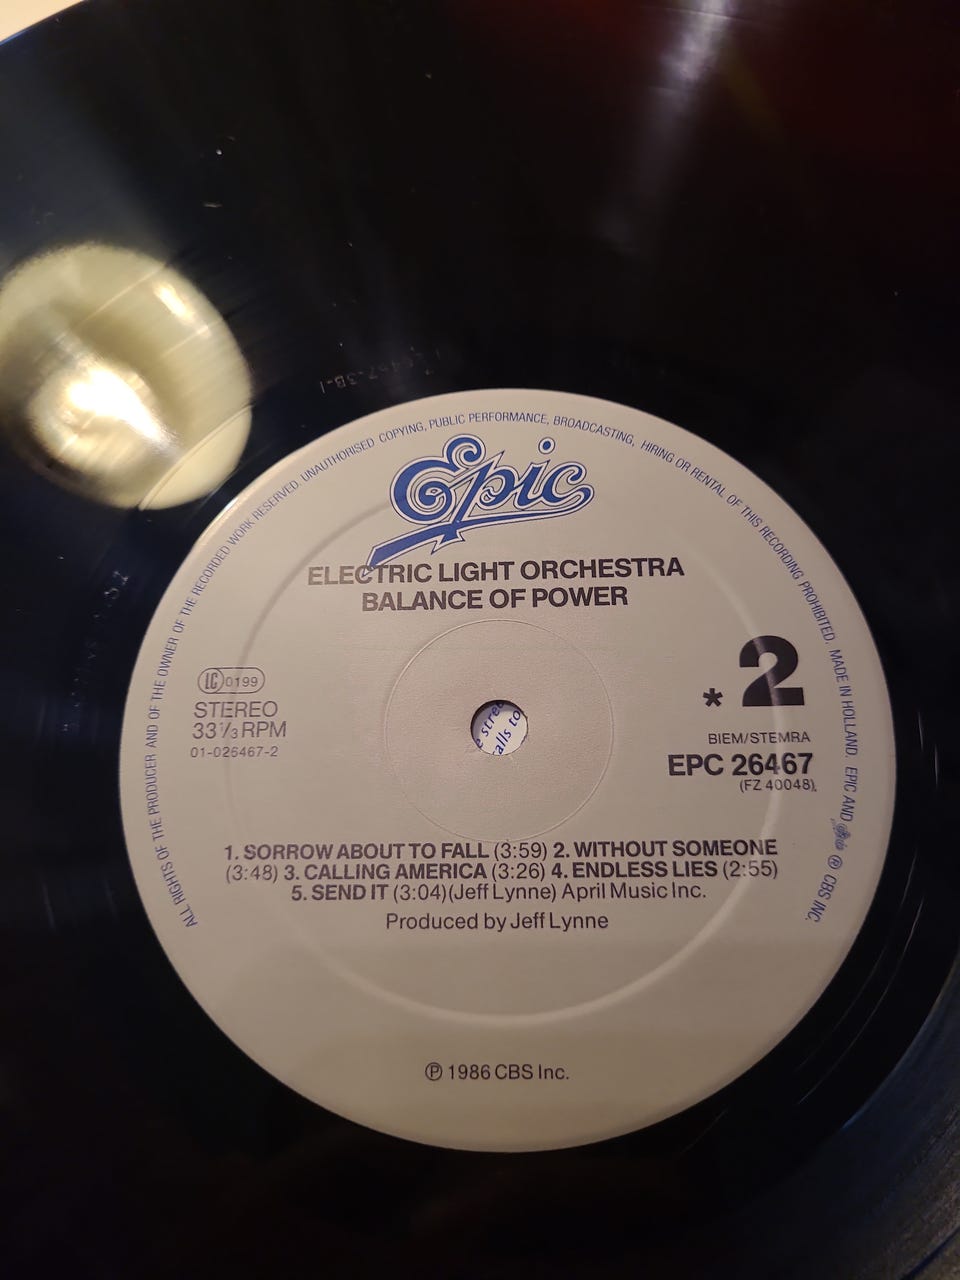 ALL RIGHTS OF THE PRODUCER AND OF THE OWNER OF THE RECORDED WORK RESERVED. UNAUTHORISED COPYING, PUBLIC PERFORMANCE, BROADCASTING, HIRING OR RENTAL OF THIS RECORDING PROHIBITED. MADE IN HOLLAND. EPIC AND Epic ® CBS INC.
Epic
ELECTRIC LIGHT ORCHESTRA
BALANCE OF POWER
LC 0199
STEREO
33 1/3 RPM
01-026467-2
* 2
BIEM/STEMRA
EPC 26467
(FZ 40048)
1. SORROW ABOUT TO FALL (3:59) 2. WITHOUT SOMEONE
(3:48) 3. CALLING AMERICA (3:26) 4. ENDLESS LIES (2:55)
5. SEND IT (3:04)(Jeff Lynne) April Music Inc.
Produced by Jeff Lynne
℗ 1986 CBS Inc.